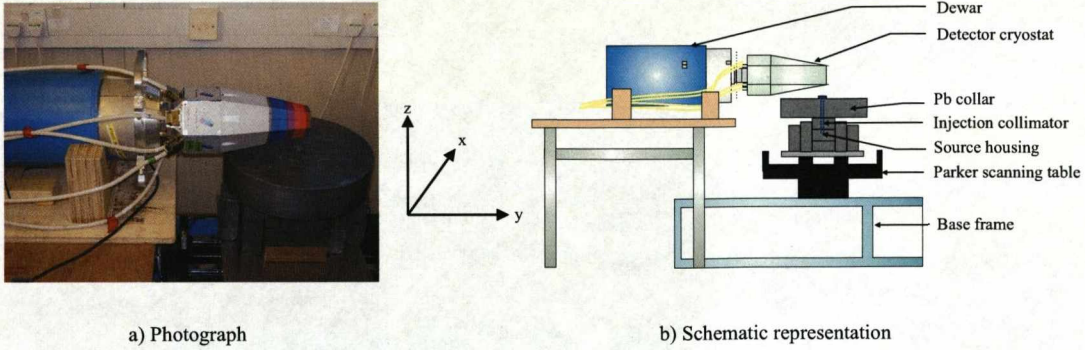 Dewar
Detector cryostat
Pb collar
Injection collimator
Source housing
Parker scanning table
Base frame
z
x
y
a) Photograph
b) Schematic representation